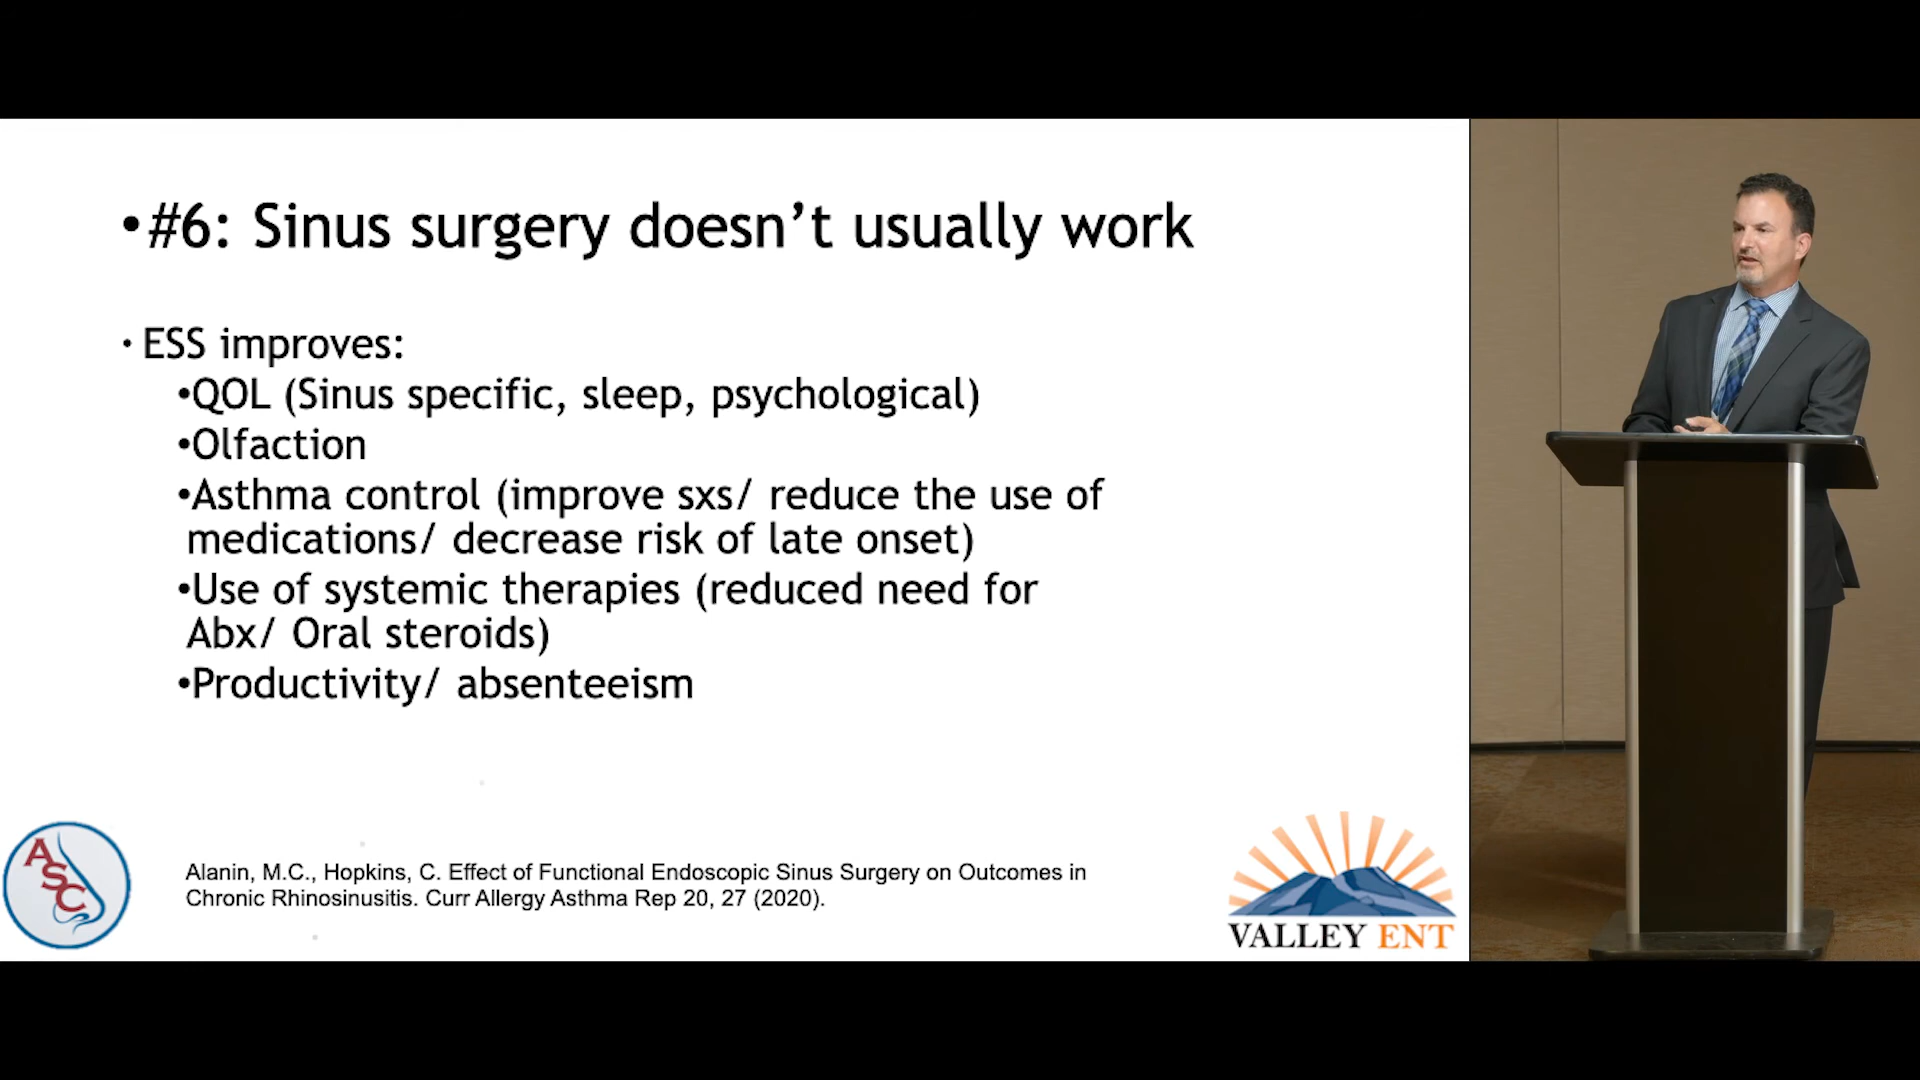 •#6: Sinus surgery doesn’t usually work
• ESS improves:
•QOL (Sinus specific, sleep, psychological)
•Olfaction
•Asthma control (improve sxs/ reduce the use of
medications/ decrease risk of late onset)
•Use of systemic therapies (reduced need for
Abx/ Oral steroids)
•Productivity/ absenteeism
Alanin, M.C., Hopkins, C. Effect of Functional Endoscopic Sinus Surgery on Outcomes in
Chronic Rhinosinusitis. Curr Allergy Asthma Rep 20, 27 (2020).
ASC
VALLEY ENT